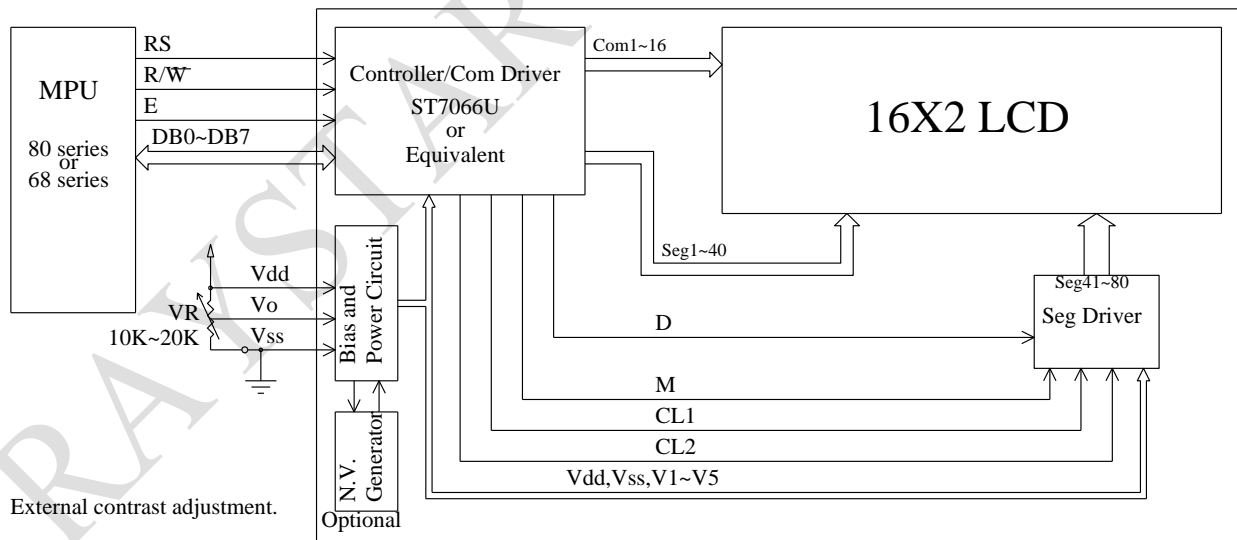 MPU
80 series
or
68 series
RS
R/W̅
E
DB0~DB7
Controller/Com Driver
ST7066U
or
Equivalent
Com1~16
16X2 LCD
Seg1~40
Seg41~80
Seg Driver
Vdd
Vo
Vss
VR
10K~20K
Bias and
Power Circuit
N.V.
Generator
Optional
D
M
CL1
CL2
Vdd,Vss,V1~V5
External contrast adjustment.
RAYSTAR